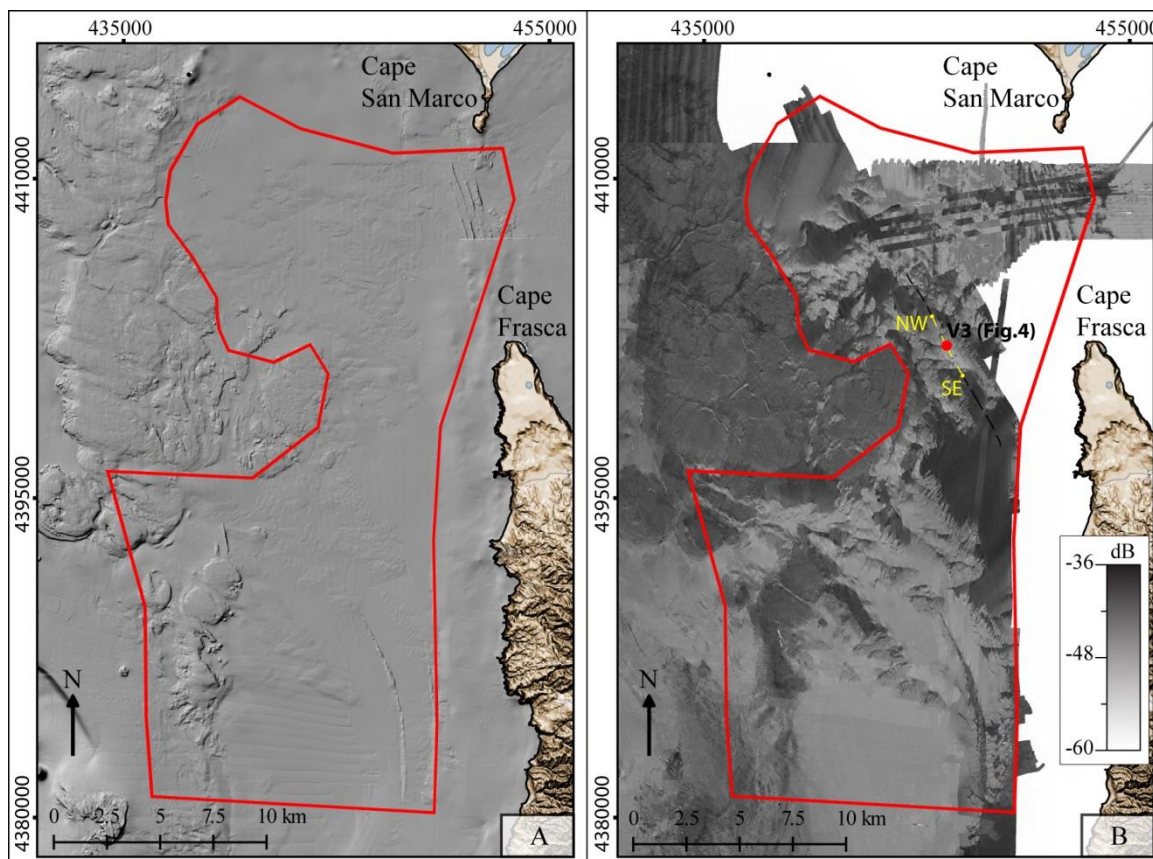 435000
455000
Cape
San Marco
4410000
Cape
Frasca
4395000
N
4380000
0
2.5
5
7.5
10 km
A
435000
455000
Cape
San Marco
4410000
NW
V3 (Fig.4)
SE
Cape
Frasca
4395000
dB
-36
-48
-60
N
4380000
0
2.5
5
7.5
10 km
B